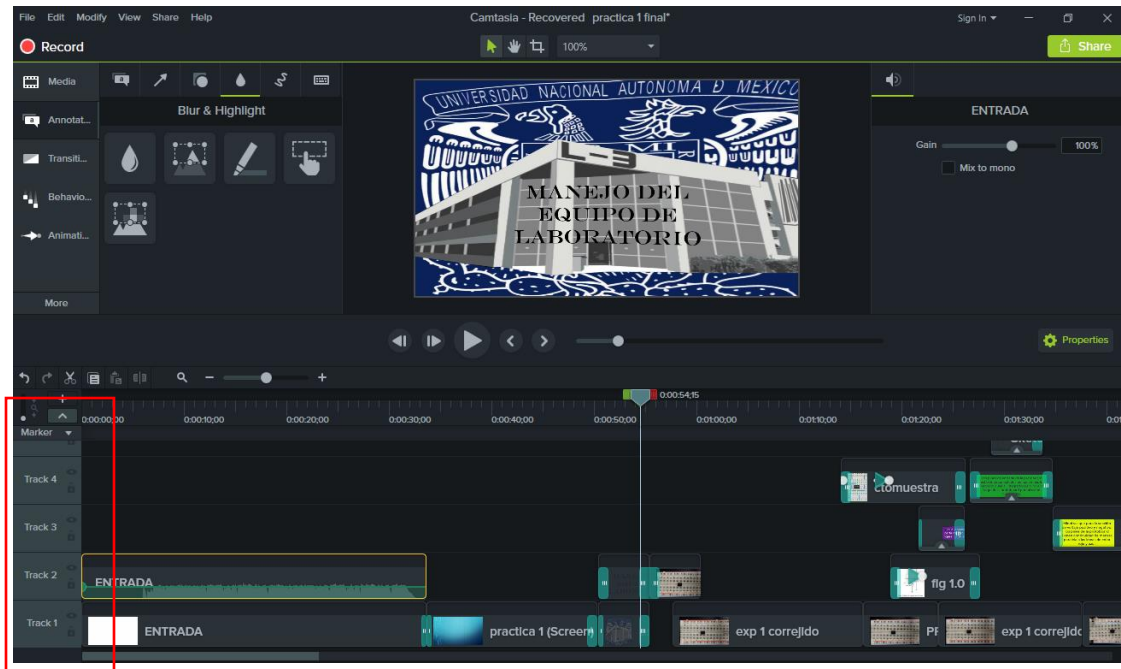 File Edit Modify View Share Help
Camtasia - Recovered practica 1 final*
Sign In
Record
100%
Share
Media
Annotat...
Transiti...
Behavio...
Animati...
More
Blur & Highlight
UNIVERSIDAD NACIONAL AUTONOMA D MEXICO
L-3
MANEJO DEL
EQUIPO DE
LABORATORIO
ENTRADA
Gain
100%
Mix to mono
Properties
0:00:54;15
0:00:00;00 0:00:10;00 0:00:20;00 0:00:30;00 0:00:40;00 0:00:50;00 0:01:00;00 0:01:10;00 0:01:20;00 0:01:30;00
Marker
Track 4
ctomuestra
Track 3
Track 2
ENTRADA
fig 1.0
Track 1
ENTRADA
practica 1 (Screen)
exp 1 correjido
exp 1 correjidc